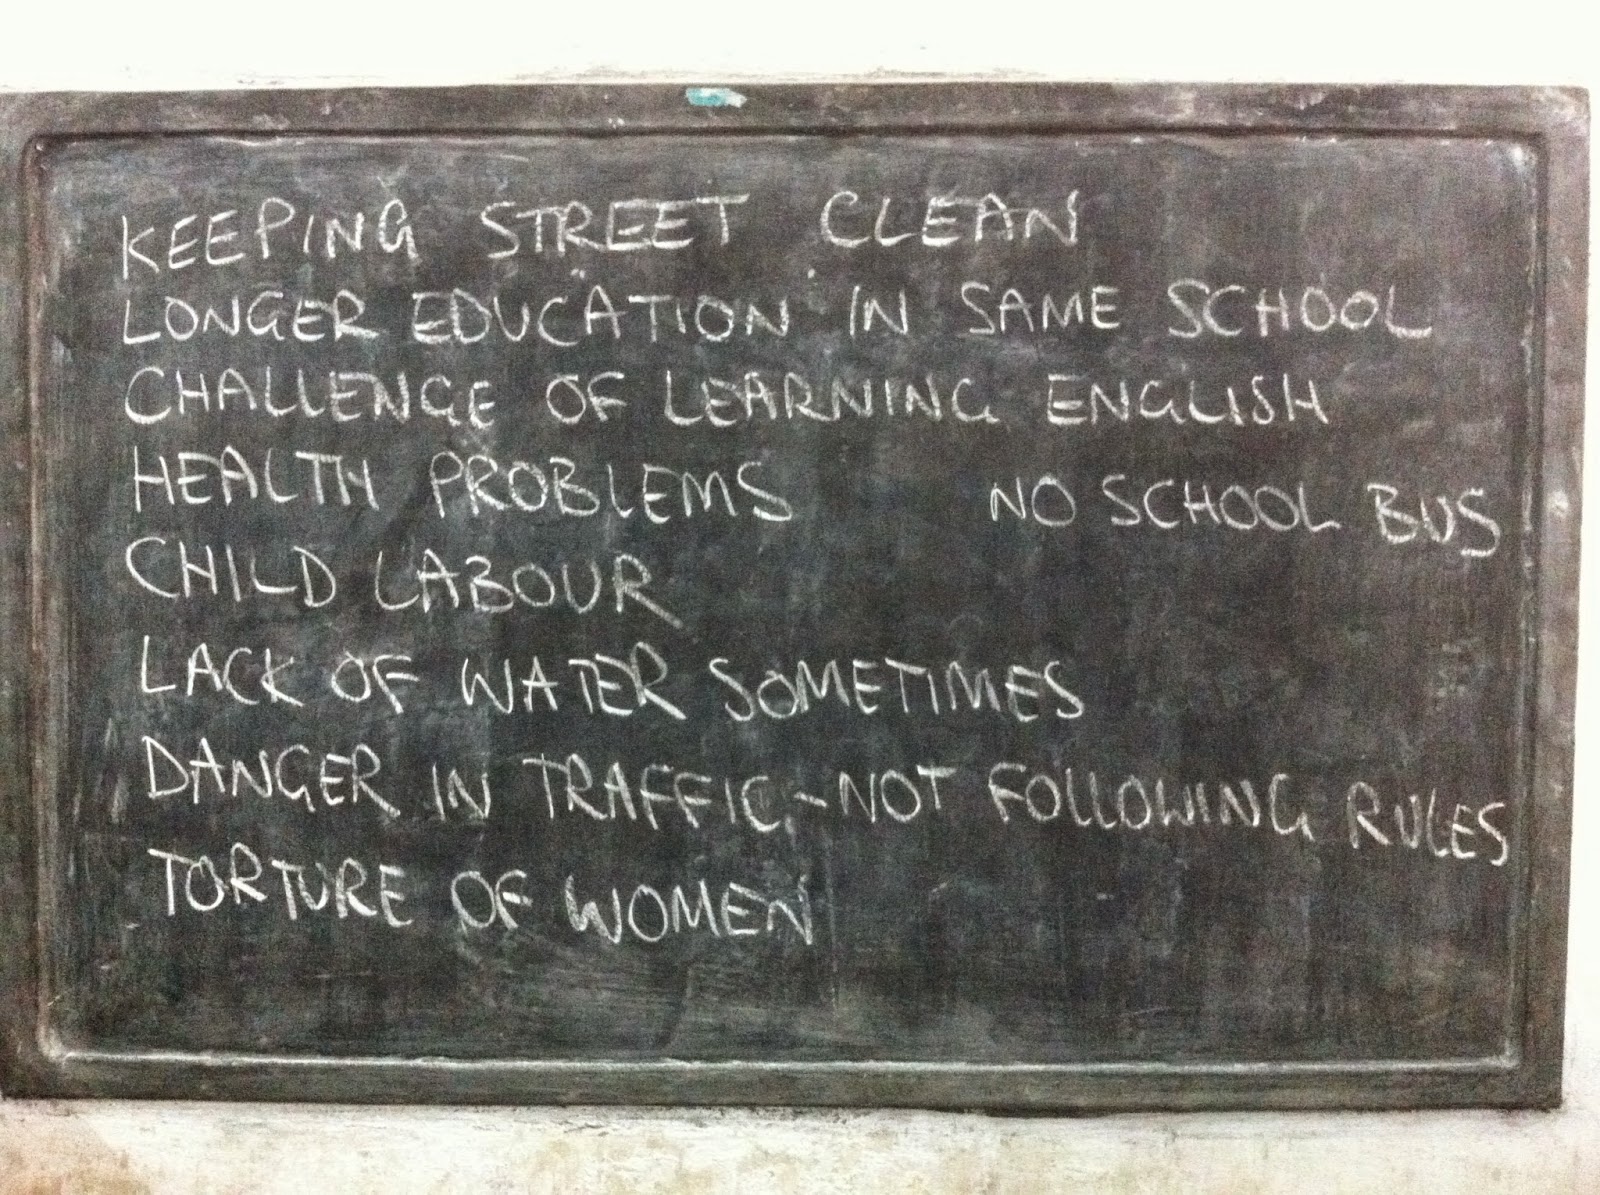 KEEPING STREET CLEAN
LONGER EDUCATION IN SAME SCHOOL
CHALLENGE OF LEARNING ENGLISH
HEALTH PROBLEMS NO SCHOOL BUS
CHILD LABOUR
LACK OF WATER SOMETIMES
DANGER IN TRAFFIC - NOT FOLLOWING RULES
TORTURE OF WOMEN